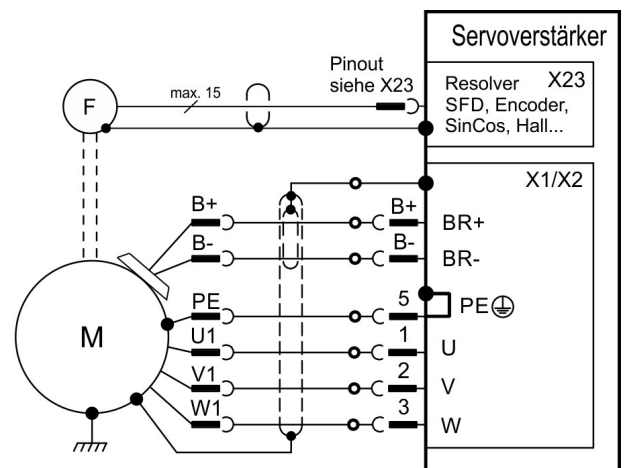 Servoverstärker
Pinout
siehe X23
Resolver X23
SFD, Encoder,
SinCos, Hall...
max. 15
F
X1/X2
B+ B+ BR+
B- B- BR-
PE 5 PE
M
U1 1 U
V1 2 V
W1 3 W